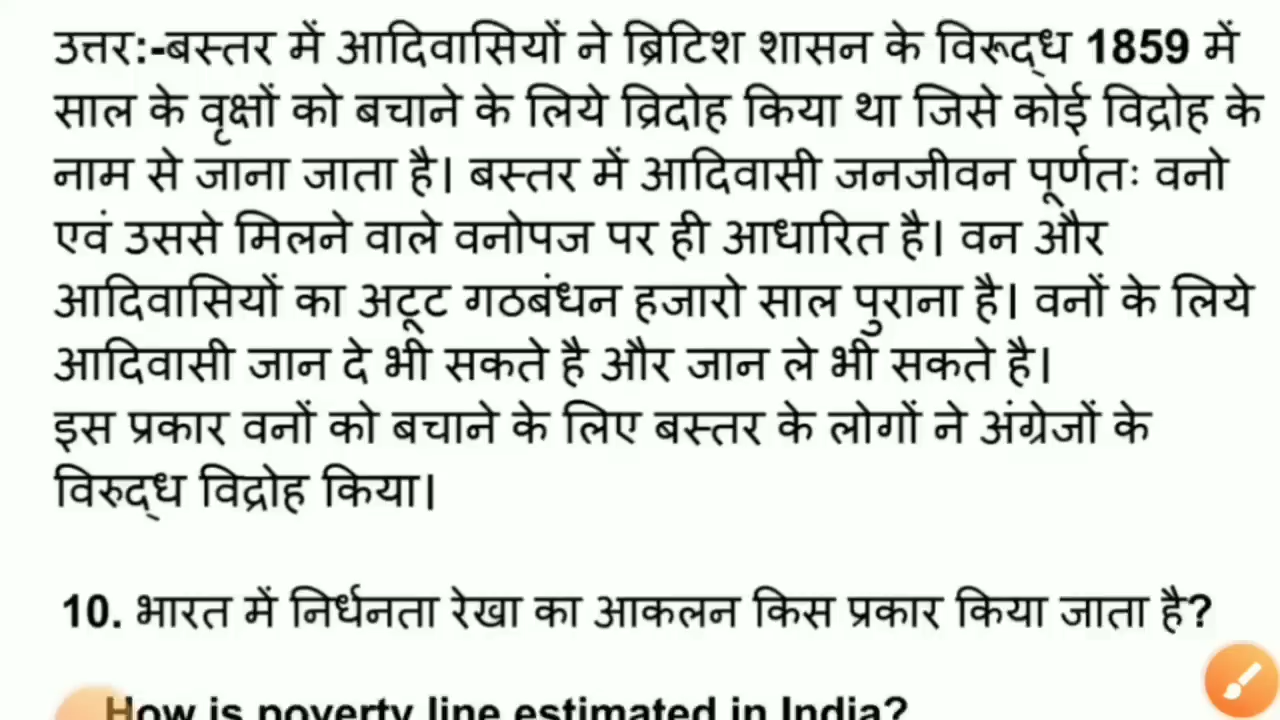 उत्तर:-बस्तर में आदिवासियों ने ब्रिटिश शासन के विरूद्ध 1859 में
साल के वृक्षों को बचाने के लिये व्रिदोह किया था जिसे कोई विद्रोह के
नाम से जाना जाता है। बस्तर में आदिवासी जनजीवन पूर्णतः वनो
एवं उससे मिलने वाले वनोपज पर ही आधारित है। वन और
आदिवासियों का अटूट गठबंधन हजारो साल पुराना है। वनों के लिये
आदिवासी जान दे भी सकते है और जान ले भी सकते है।
इस प्रकार वनों को बचाने के लिए बस्तर के लोगों ने अंग्रेजों के
विरुद्ध विद्रोह किया।
10. भारत में निर्धनता रेखा का आकलन किस प्रकार किया जाता है?
How is poverty line estimated in India?